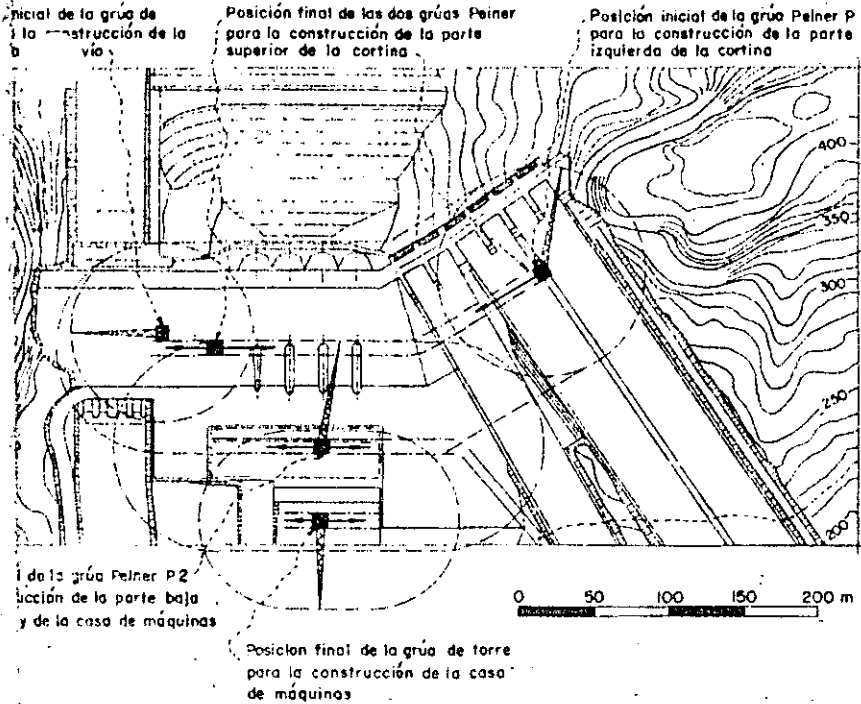 nicial de la grúa de
la construcción de la
a vía
Posición final de las dos grúas Peiner
para la construcción de la parte
superior de la cortina
Posición inicial de la grúa Peiner P
para la construcción de la parte
izquierda de la cortina
400
350
300
250
200
l de la grúa Peiner P2
ucción de la parte baja
y de la casa de máquinas
0 50 100 150 200 m
Posicion final de la grúa de torre
para la construcción de la casa
de máquinas